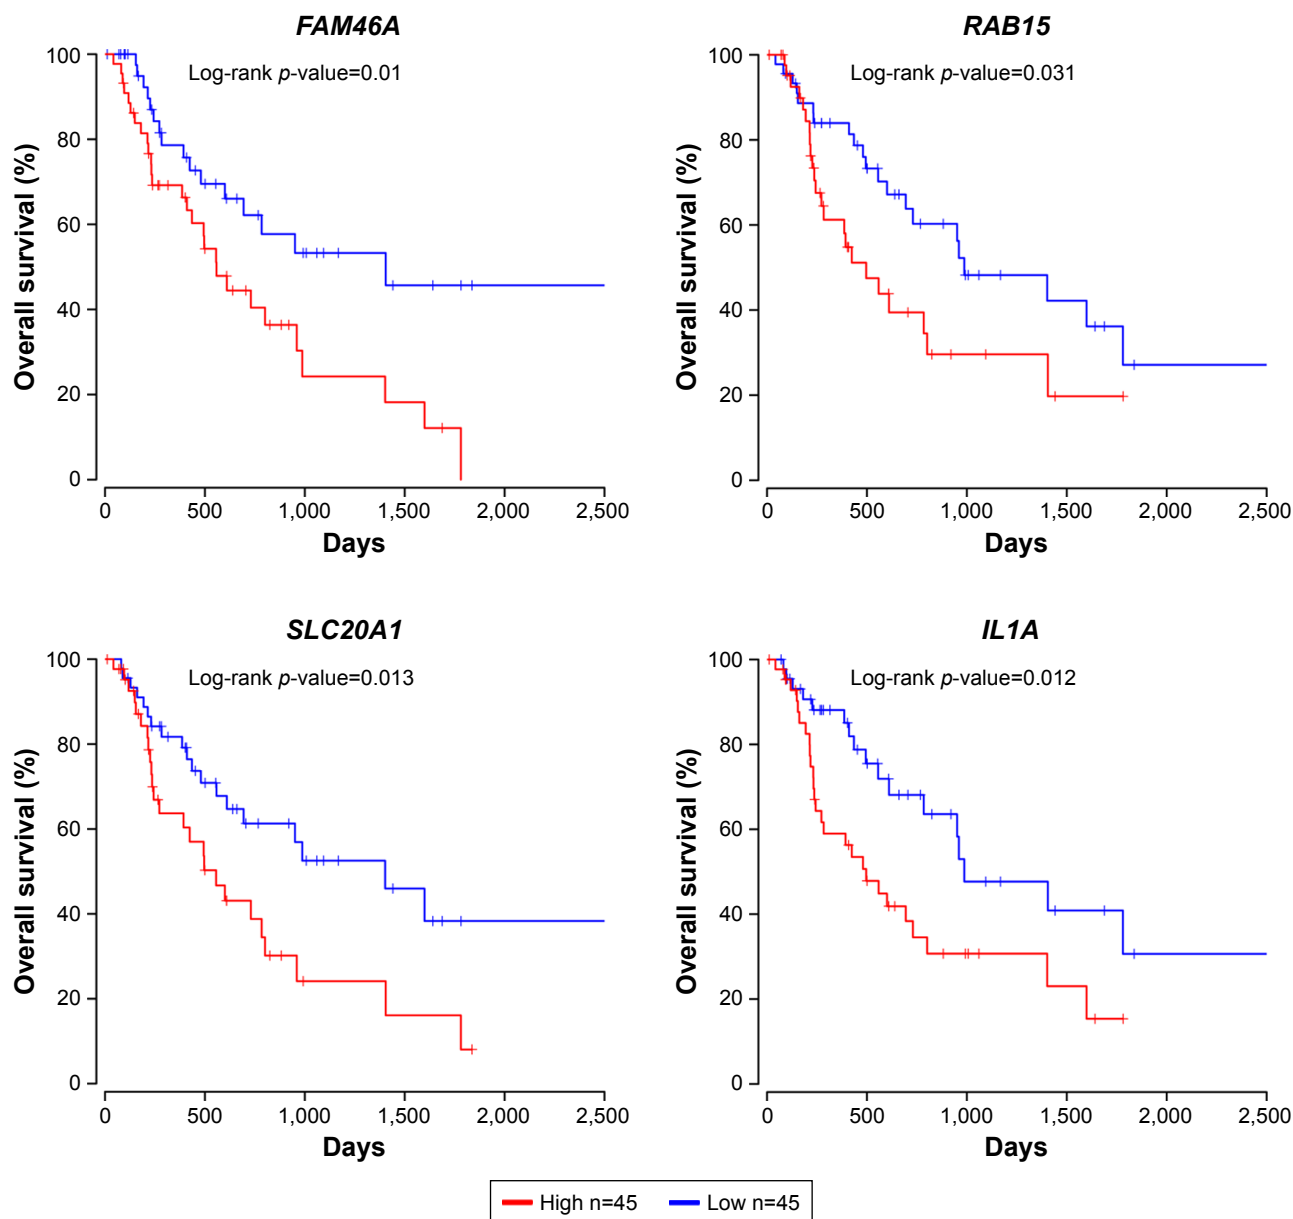 FAM46A
Log-rank p-value=0.01
Overall survival (%)
100
80
60
40
20
0
0 500 1,000 1,500 2,000 2,500
Days
RAB15
Log-rank p-value=0.031
Overall survival (%)
100
80
60
40
20
0
0 500 1,000 1,500 2,000 2,500
Days
SLC20A1
Log-rank p-value=0.013
Overall survival (%)
100
80
60
40
20
0
0 500 1,000 1,500 2,000 2,500
Days
IL1A
Log-rank p-value=0.012
Overall survival (%)
100
80
60
40
20
0
0 500 1,000 1,500 2,000 2,500
Days
High n=45 Low n=45